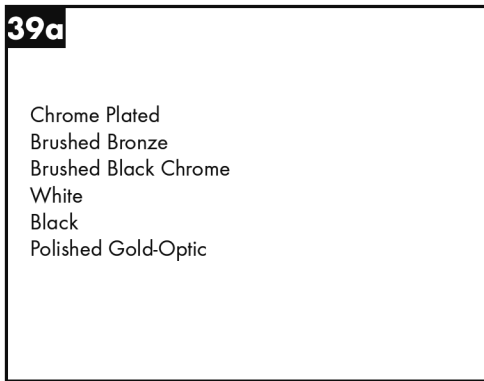 39a
Chrome Plated
Brushed Bronze
Brushed Black Chrome
White
Black
Polished Gold-Optic